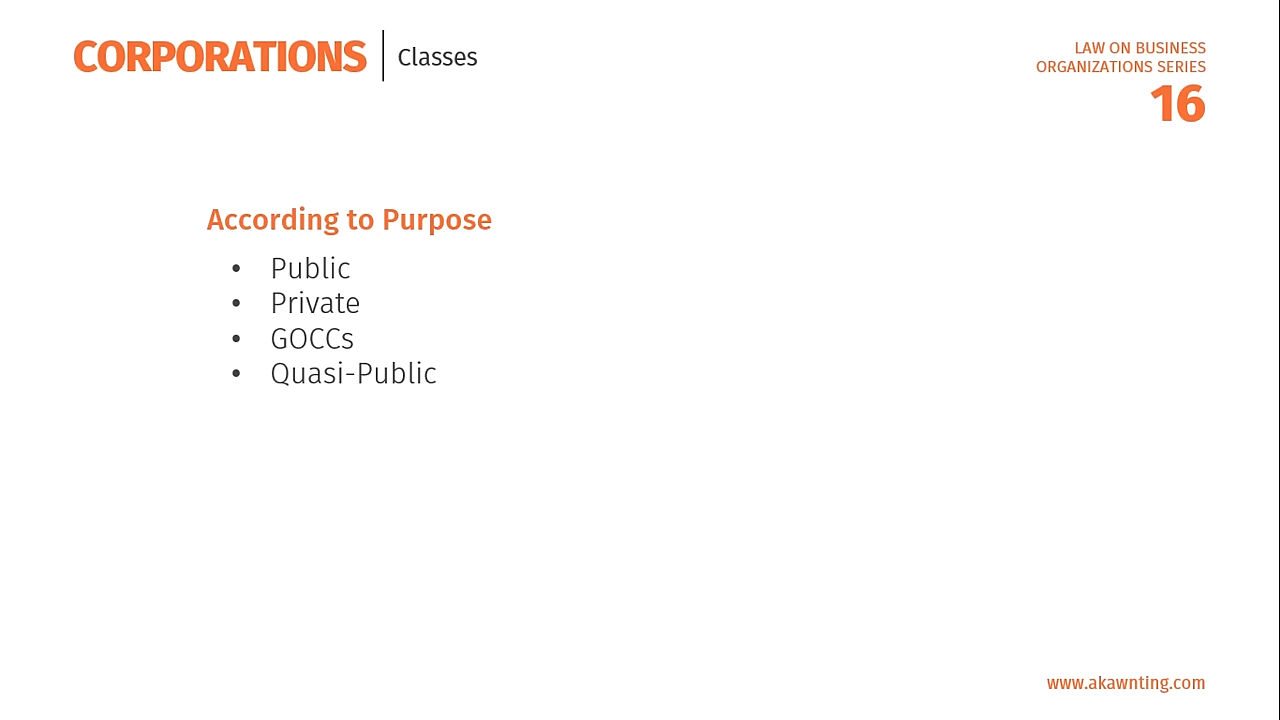 CORPORATIONS | Classes
LAW ON BUSINESS
ORGANIZATIONS SERIES
16
According to Purpose
• Public
• Private
• GOCCs
• Quasi-Public
www.akawnting.com